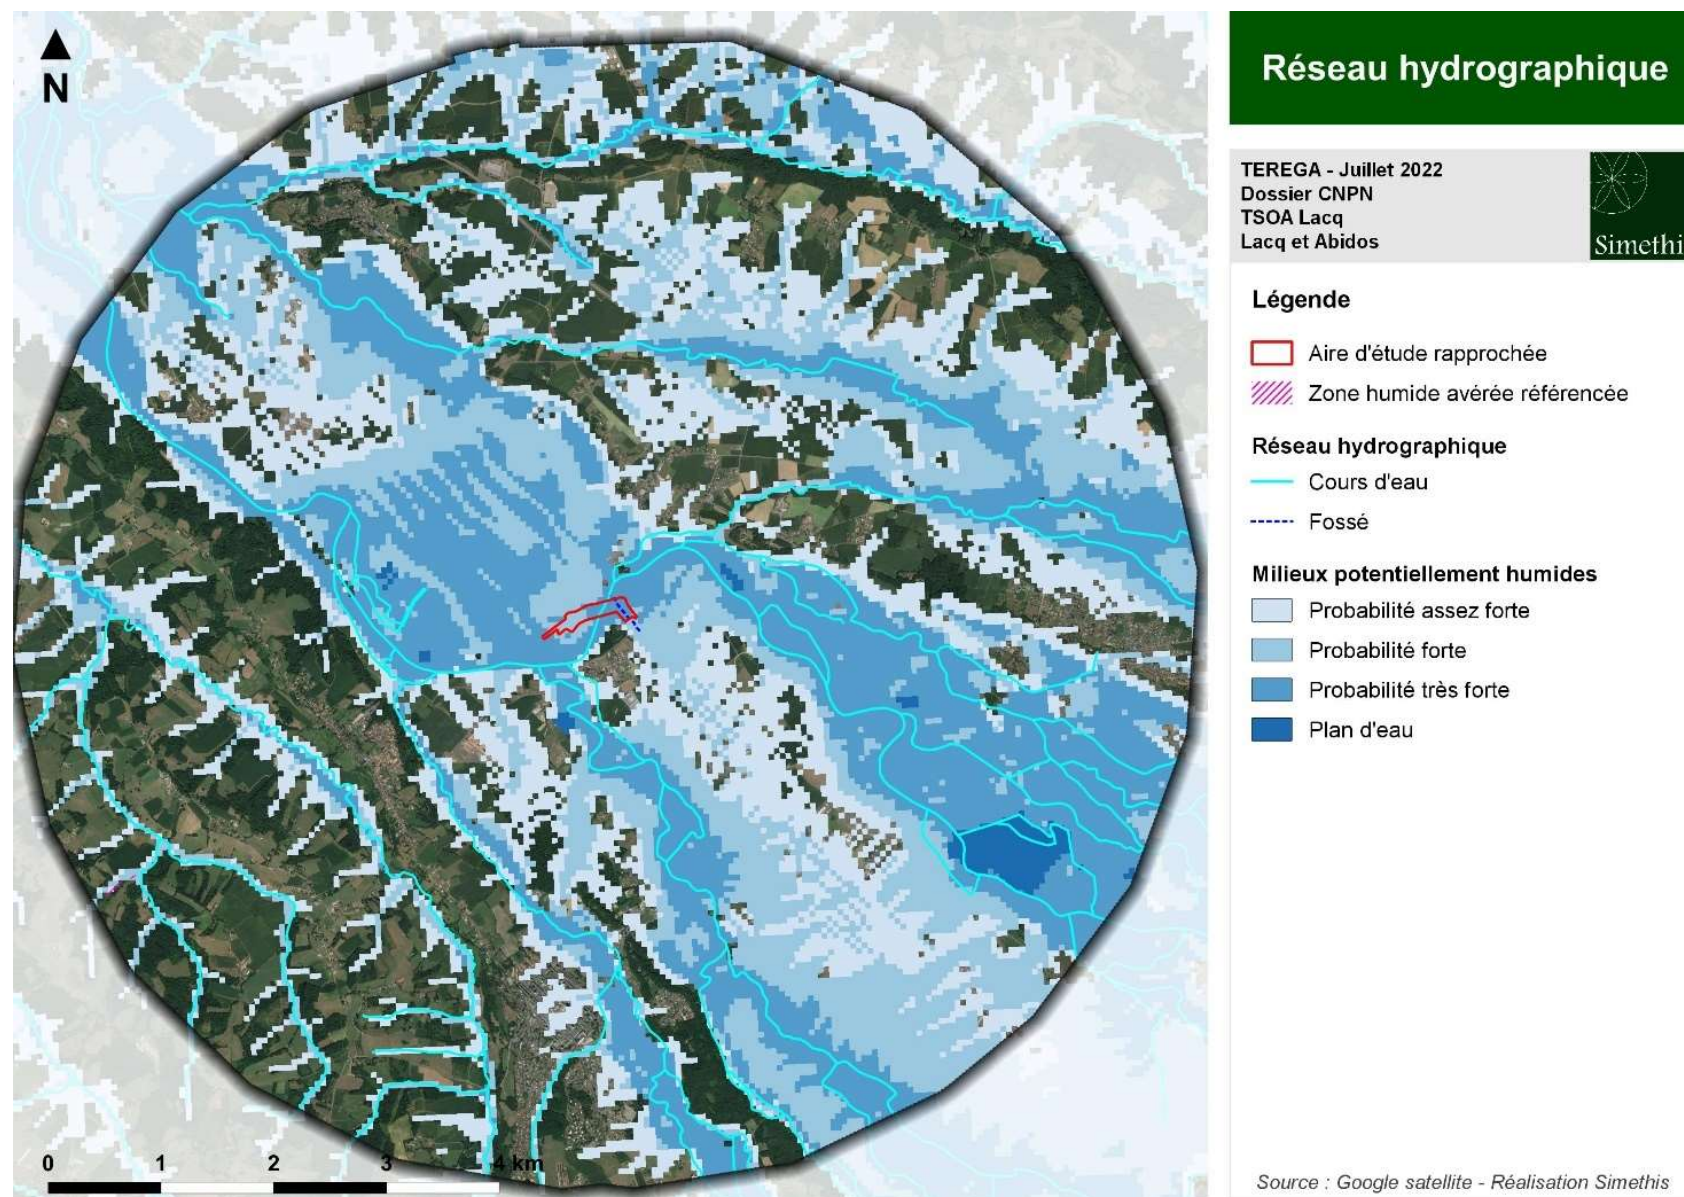 N
Réseau hydrographique
TEREGA - Juillet 2022
Dossier CNPN
TSOA Lacq
Lacq et Abidos
Simethi
Légende
Aire d'étude rapprochée
Zone humide avérée référencée
Réseau hydrographique
Cours d'eau
Fossé
Milieux potentiellement humides
Probabilité assez forte
Probabilité forte
Probabilité très forte
Plan d'eau
0 1 2 3 4 km
Source : Google satellite - Réalisation Simethis